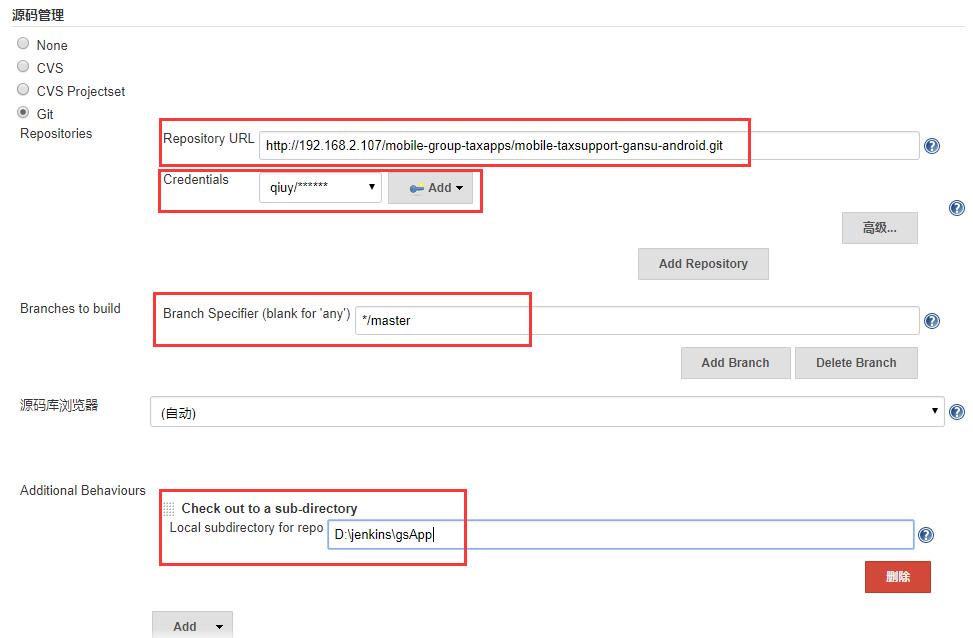 源码管理
None
CVS
CVS Projectset
Git
Repositories
Repository URL http://192.168.2.107/mobile-group-taxapps/mobile-taxsupport-gansu-android.git
Credentials qiuy/****** Add
高级...
Add Repository
Branches to build
Branch Specifier (blank for 'any') */master
Add Branch Delete Branch
源码库浏览器 (自动)
Additional Behaviours
Check out to a sub-directory
Local subdirectory for repo D:\jenkins\gsApp
删除
Add